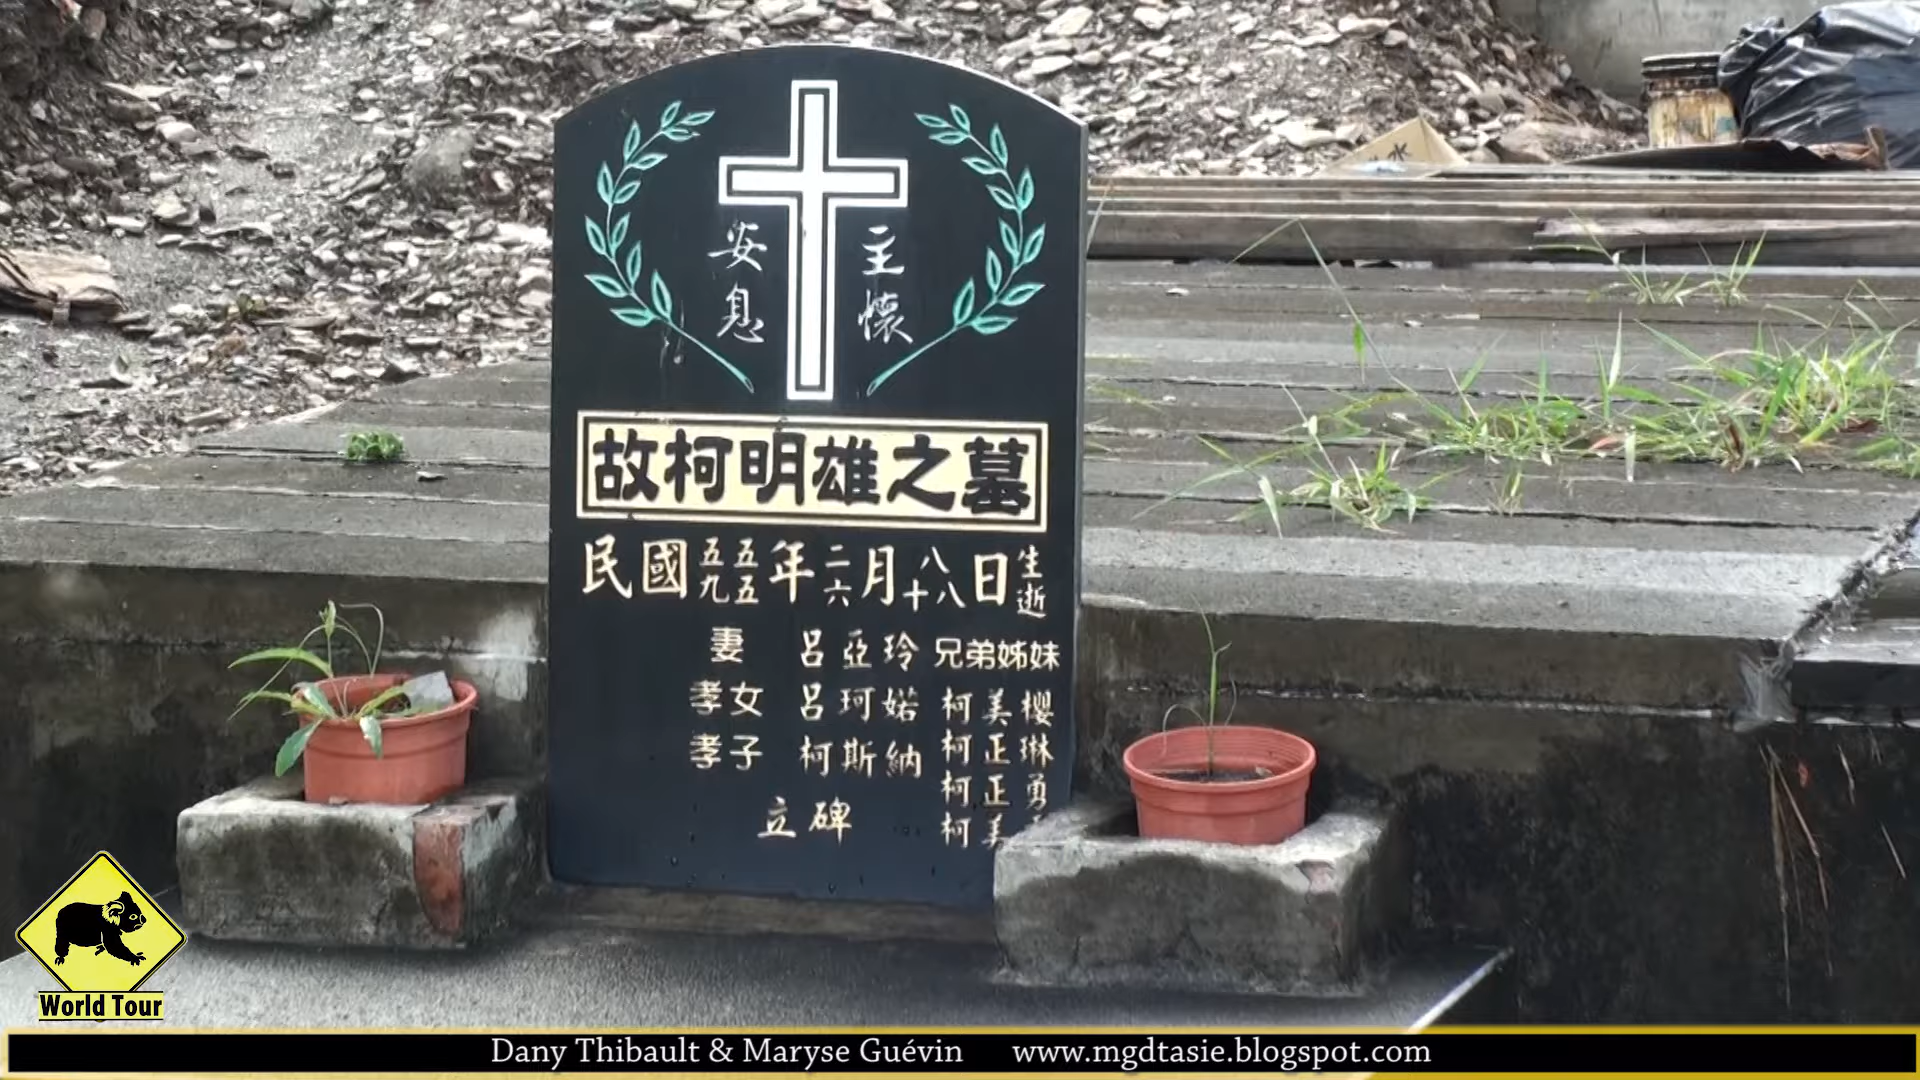 主懷
安息
故柯明雄之墓
民國五五年二月八日生
五九五年六月十八日逝
妻 呂亞玲
孝女 呂珂婼
孝子 柯斯納
立碑
兄弟姊妹
柯美櫻
柯正琳
柯正勇
柯美
水
World Tour
Dany Thibault & Maryse Guévin www.mgdtasie.blogspot.com